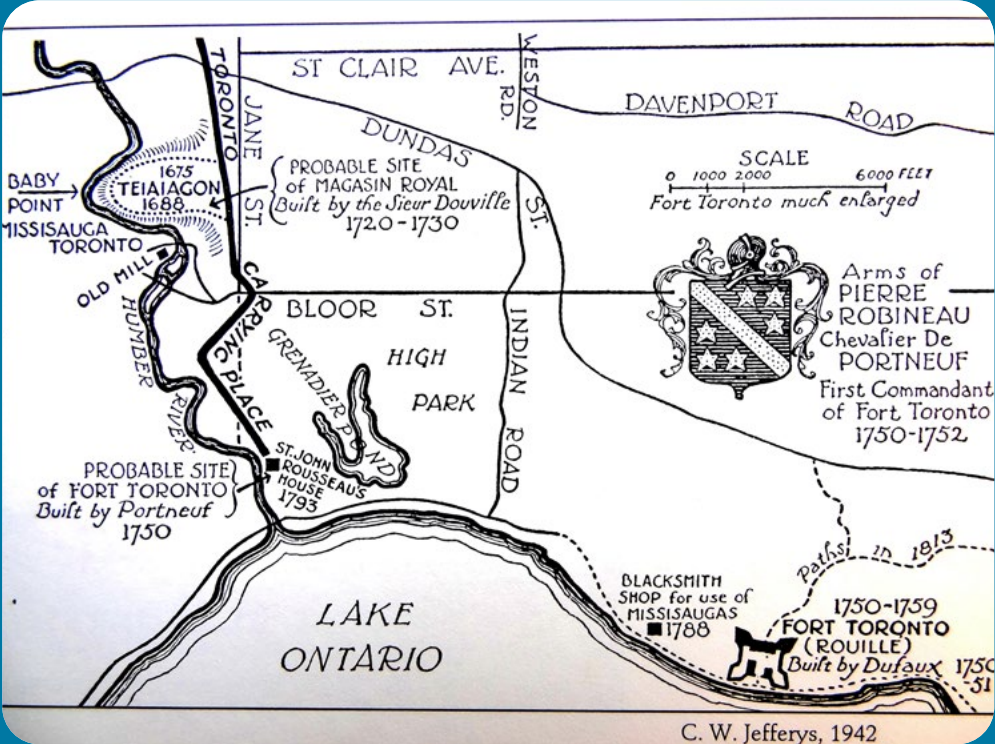 ST CLAIR AVE.
WESTON
RD.
DAVENPORT ROAD
TORONTO
CARRYING PLACE
JANE
ST.
DUNDAS
ST.
SCALE
0 1000 2000 6000 FEET
Fort Toronto much enlarged
1675
TEIAIAGON
1688
BABY
POINT
PROBABLE SITE
of MAGASIN ROYAL
Built by the Sieur Douville
1720-1730
MISSISAUGA
TORONTO
OLD MILL
HUMBER
RIVER
BLOOR ST.
GRENADIER POND
HIGH
PARK
INDIAN ROAD
Arms of
PIERRE
ROBINEAU
Chevalier De
PORTNEUF
First Commandant
of Fort Toronto
1750-1752
ST. JOHN
ROUSSEAU'S
HOUSE
1793
PROBABLE SITE
of FORT TORONTO
Built by Portneuf
1750
Paths in 1813
BLACKSMITH
SHOP for use of
MISSISAUGAS
1788
1750-1759
FORT TORONTO
(ROUILLE)
Built by Dufaux 1750
-51
LAKE
ONTARIO
C. W. Jefferys, 1942